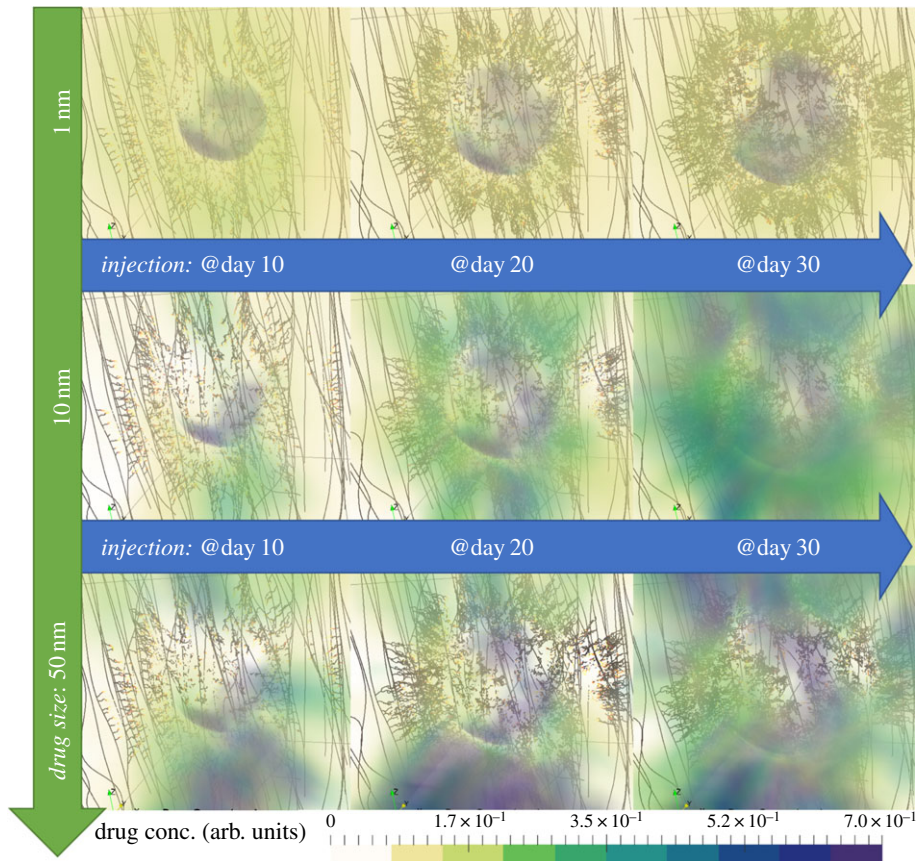 1 nm
injection: @day 10 @day 20 @day 30
10 nm
injection: @day 10 @day 20 @day 30
drug size: 50 nm
drug conc. (arb. units) 0 1.7 × 10⁻¹ 3.5 × 10⁻¹ 5.2 × 10⁻¹ 7.0 × 10⁻¹